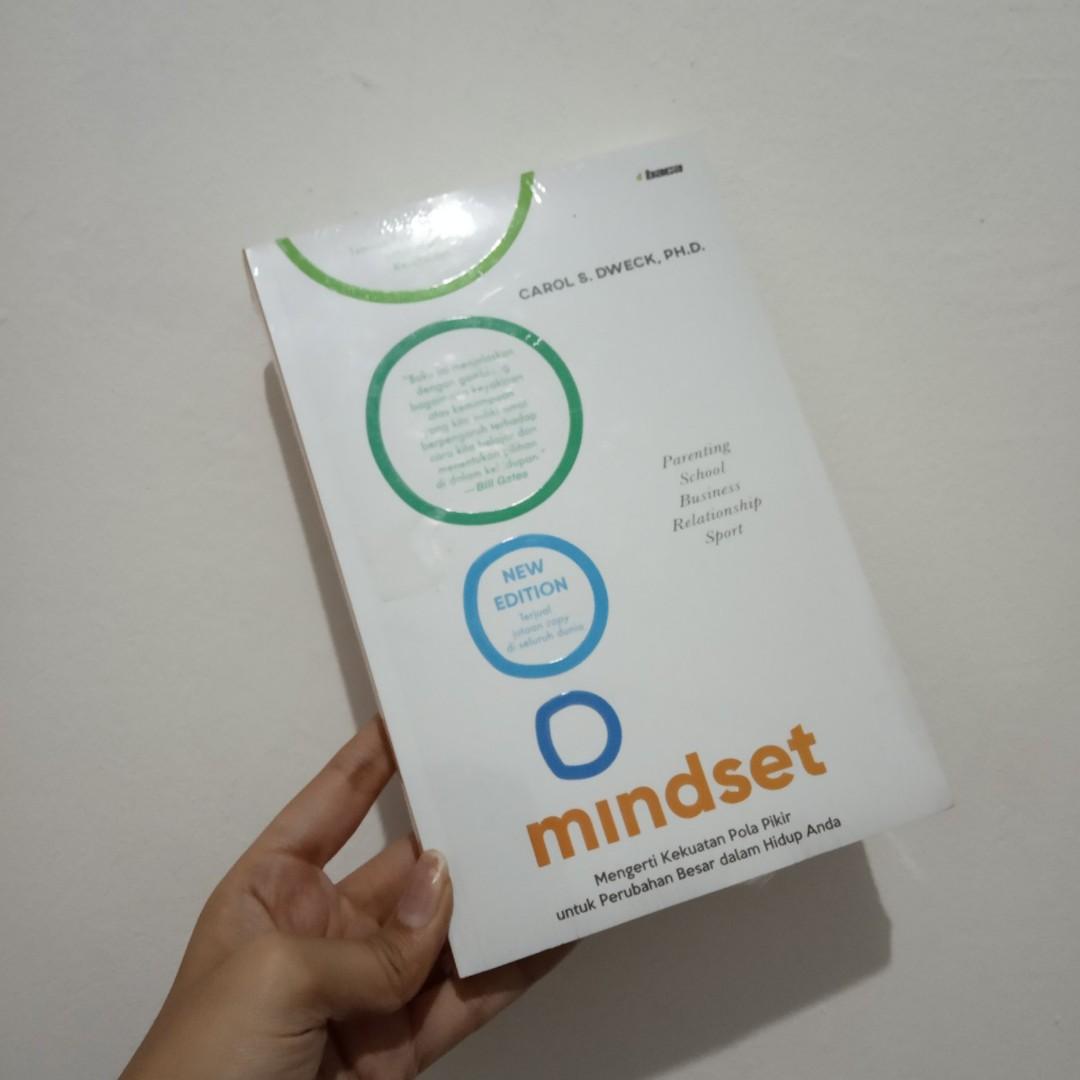 baca
CAROL S. DWECK, PH.D.
"Buku ini menjelaskan
dengan
bagaimana keyakinan
atas kemampuan
yang kita miliki amat
berpengaruh terhadap
cara kita belajar dan
menentukan pilihan
di dalam kehidupan."
—Bill Gates
Parenting
School
Business
Relationship
Sport
NEW
EDITION
Terjual
jutaan copy
di seluruh dunia
mindset
Mengerti Kekuatan Pola Pikir
untuk Perubahan Besar dalam Hidup Anda